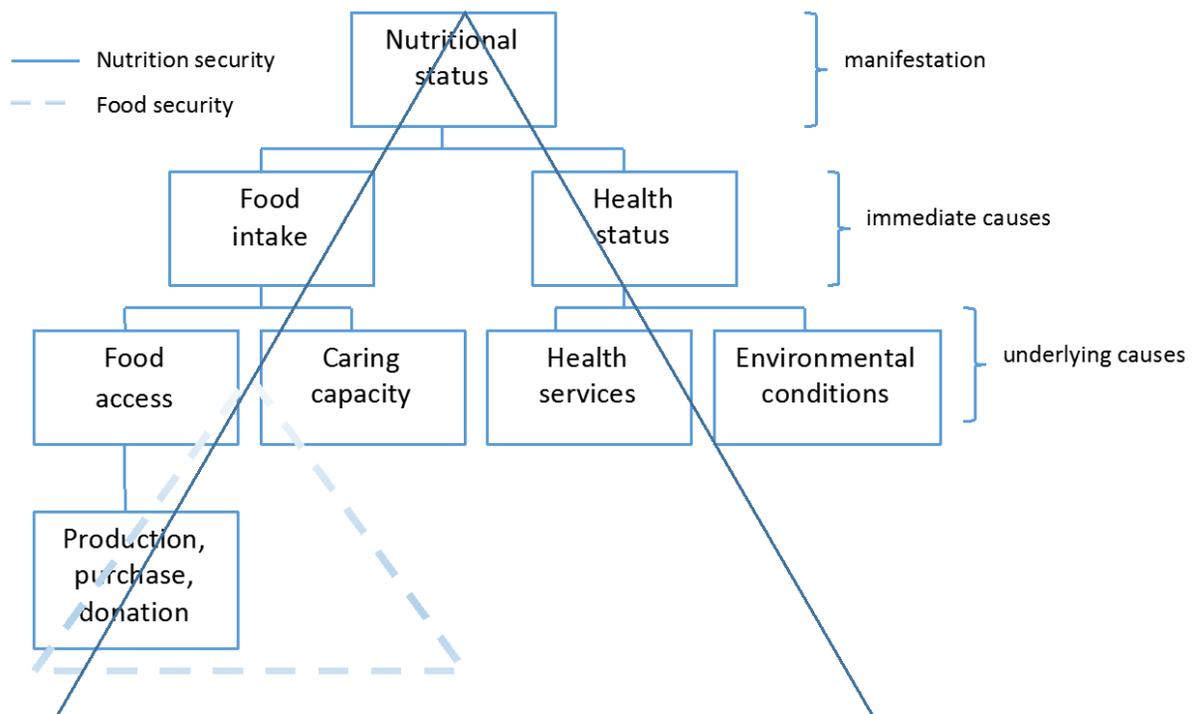 Nutritional
status
manifestation
Nutrition security
Food security
Food
intake
Health
status
immediate causes
Food
access
Caring
capacity
Health
services
Environmental
conditions
underlying causes
Production,
purchase,
donation